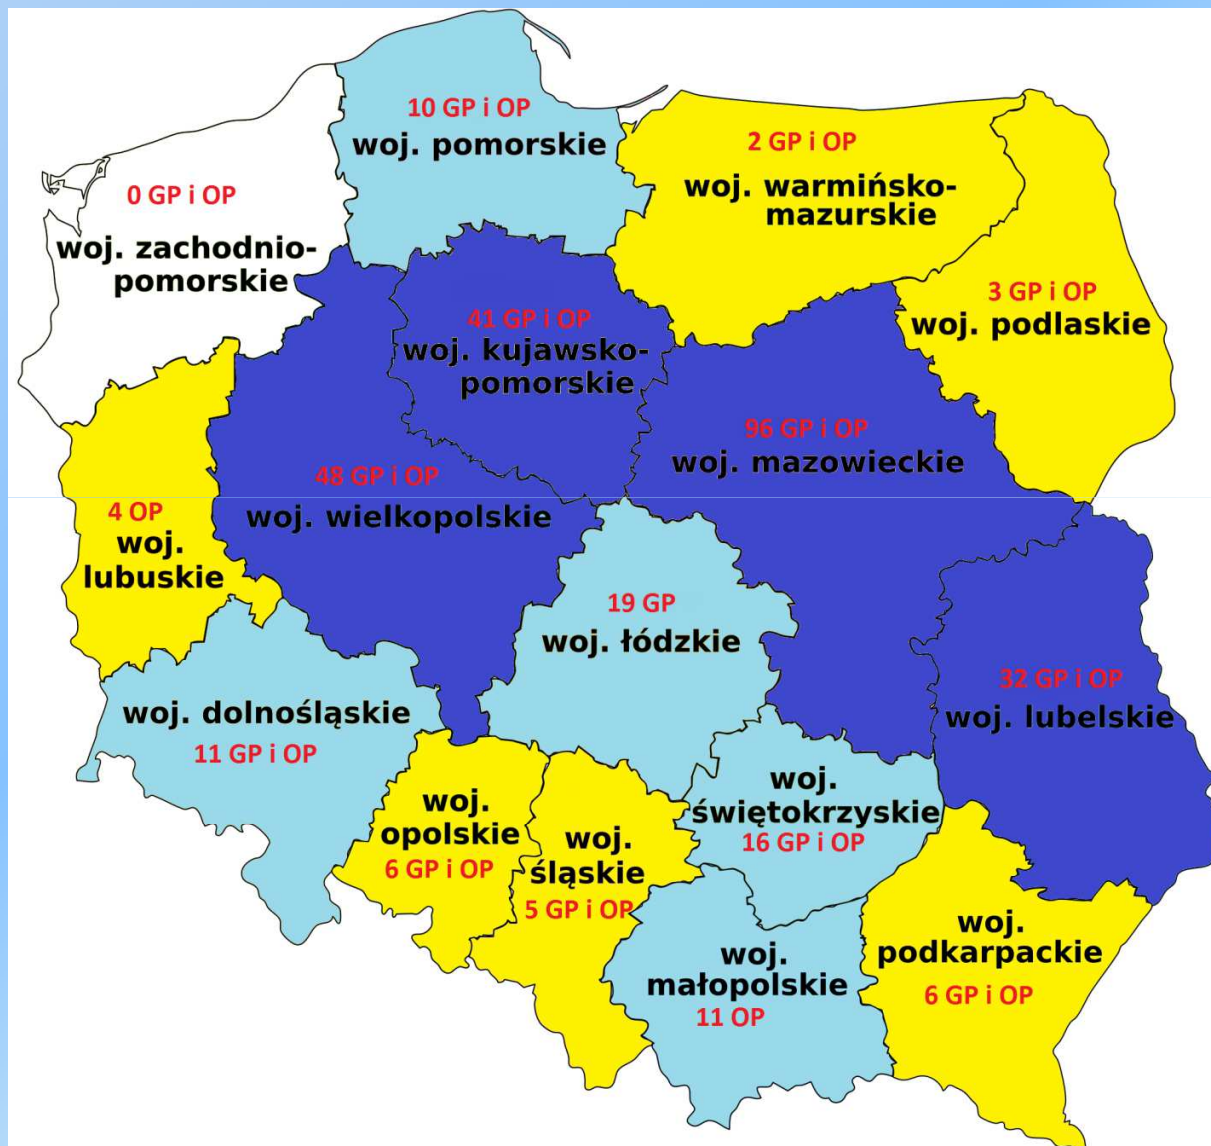 10 GP i OP
woj. pomorskie
2 GP i OP
woj. warmińsko-
mazurskie
0 GP i OP
woj. zachodnio-
pomorskie
3 GP i OP
woj. podlaskie
41 GP i OP
woj. kujawsko-
pomorskie
96 GP i OP
woj. mazowieckie
48 GP i OP
woj. wielkopolskie
4 OP
woj.
lubuskie
19 GP
woj. łódzkie
32 GP i OP
woj. lubelskie
woj. dolnośląskie
11 GP i OP
woj.
opolskie
6 GP i OP
woj.
śląskie
5 GP i OP
woj.
świętokrzyskie
16 GP i OP
woj.
małopolskie
11 OP
woj.
podkarpackie
6 GP i OP